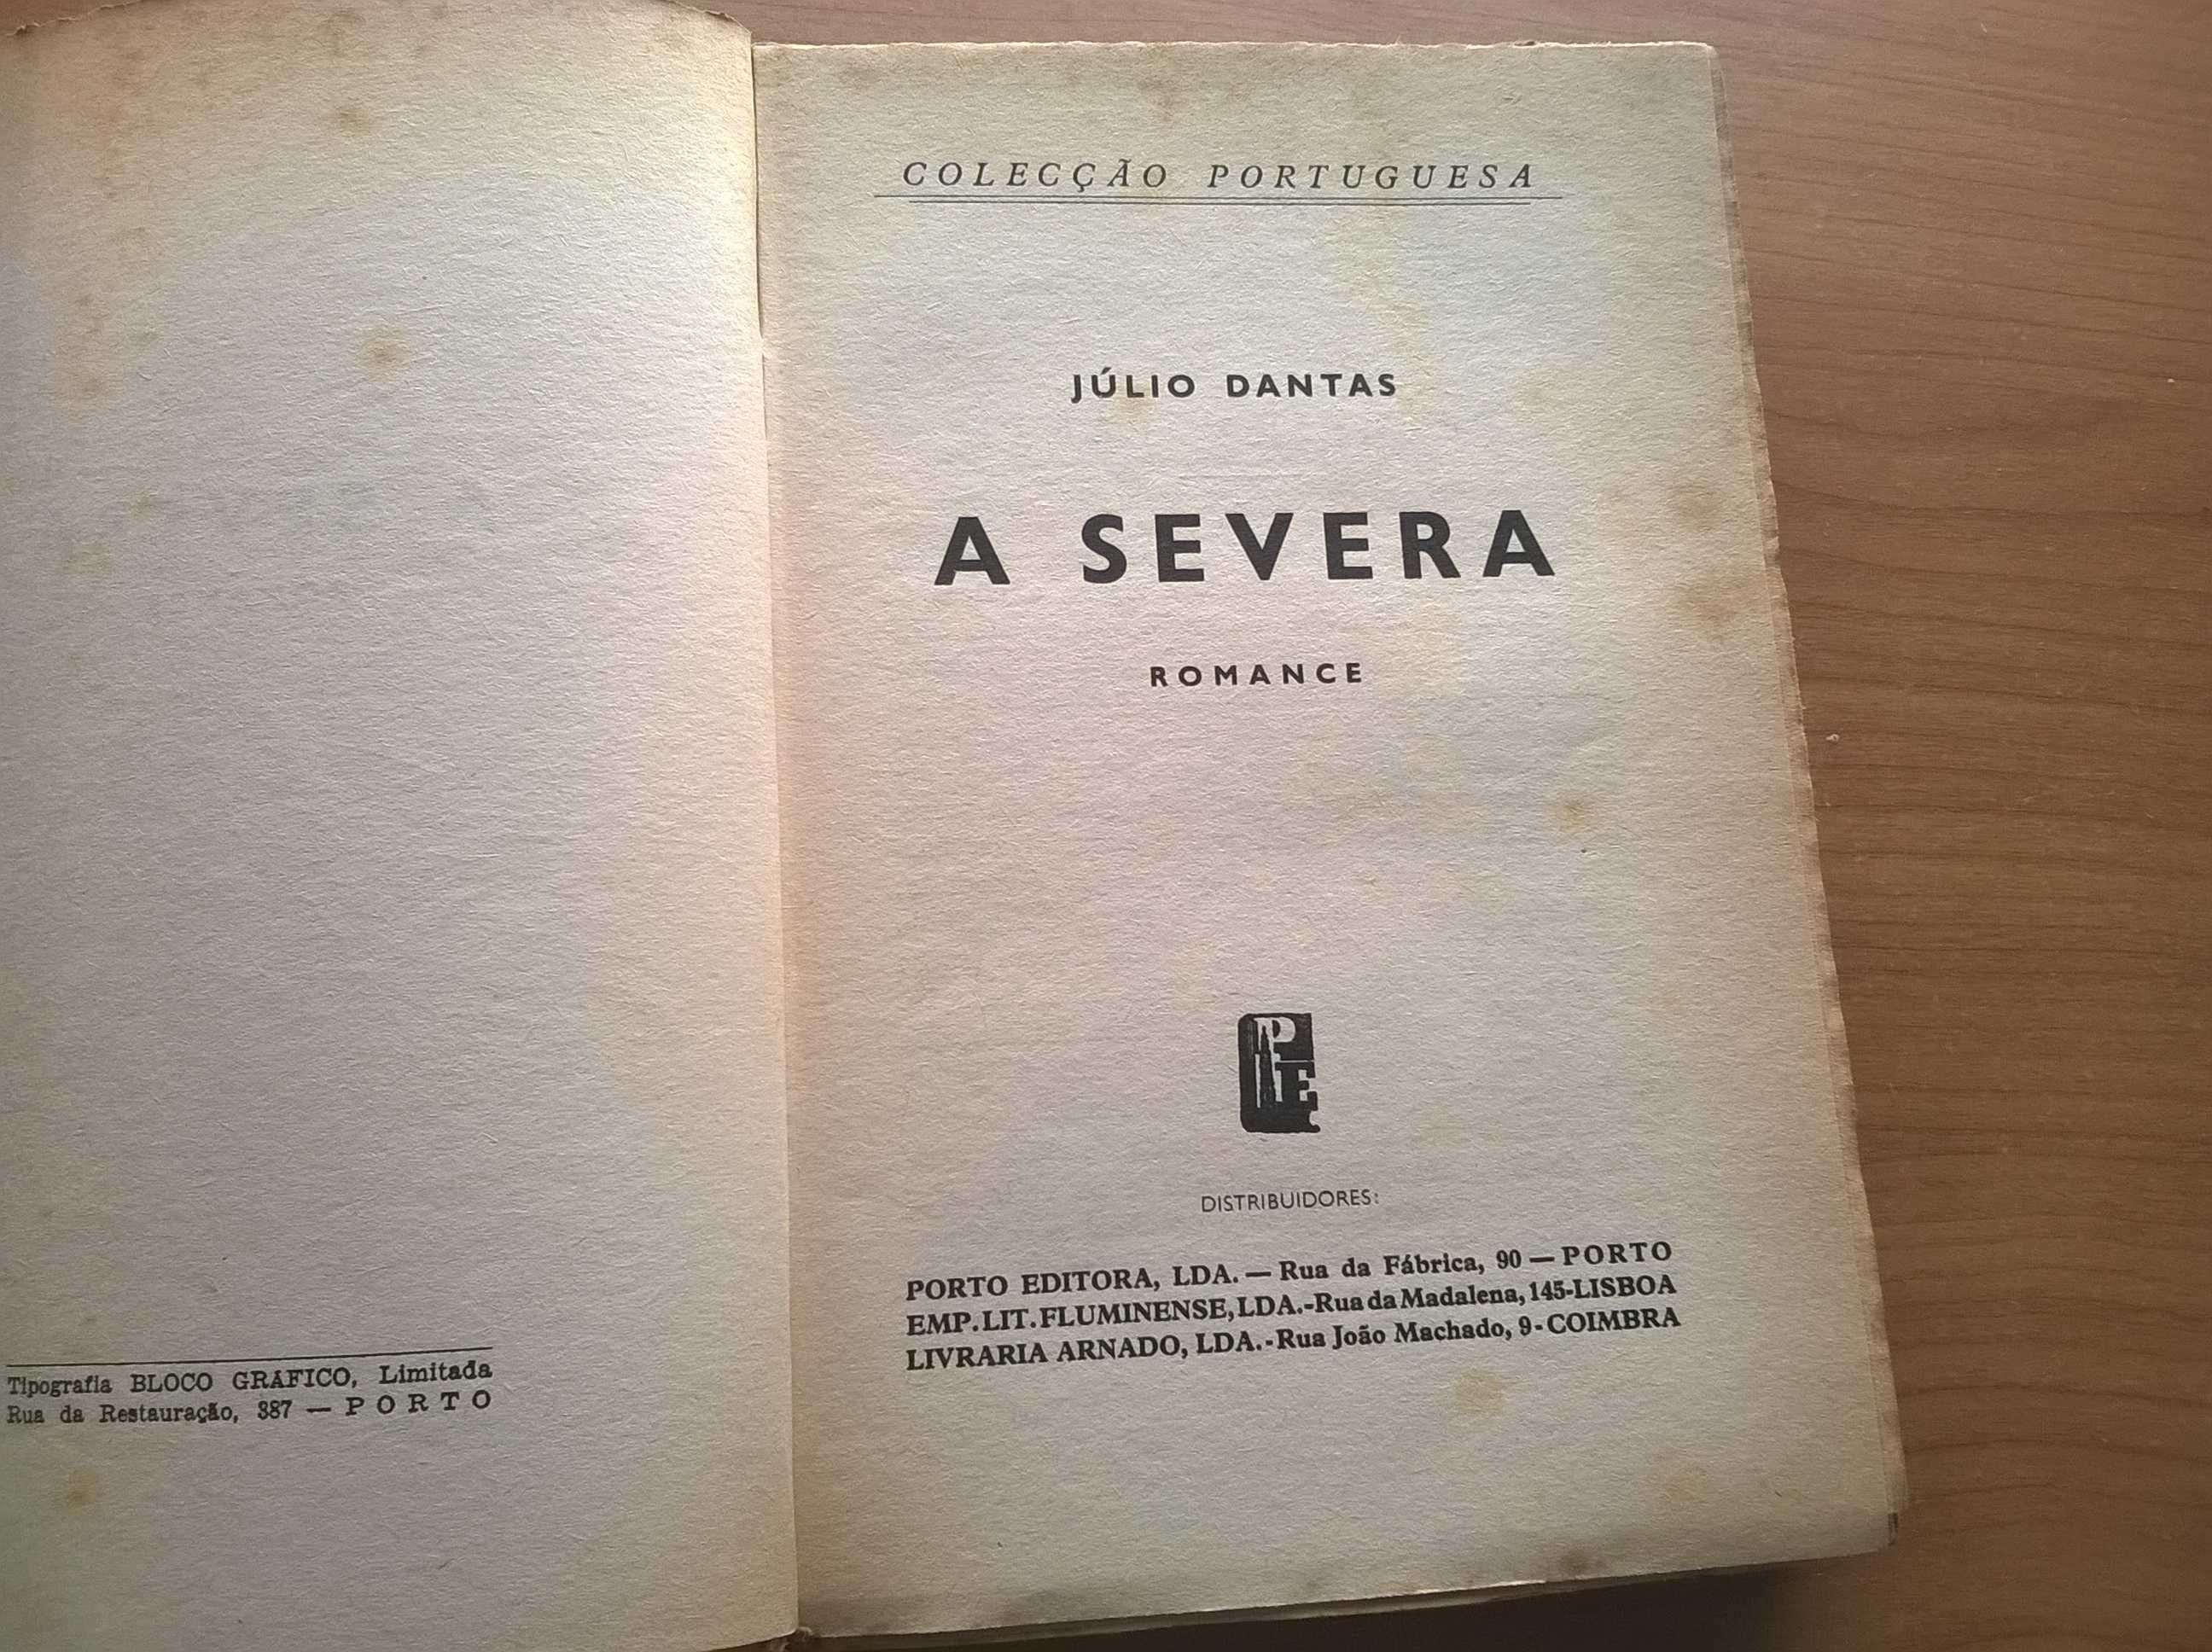 Tipografia BLOCO GRÁFICO, Limitada
Rua da Restauração, 387 — PORTO
COLECÇÃO PORTUGUESA
JÚLIO DANTAS
A SEVERA
ROMANCE
PE
DISTRIBUIDORES:
PORTO EDITORA, LDA. — Rua da Fábrica, 90 — PORTO
EMP. LIT. FLUMINENSE, LDA.-Rua da Madalena, 145-LISBOA
LIVRARIA ARNADO, LDA.-Rua João Machado, 9-COIMBRA